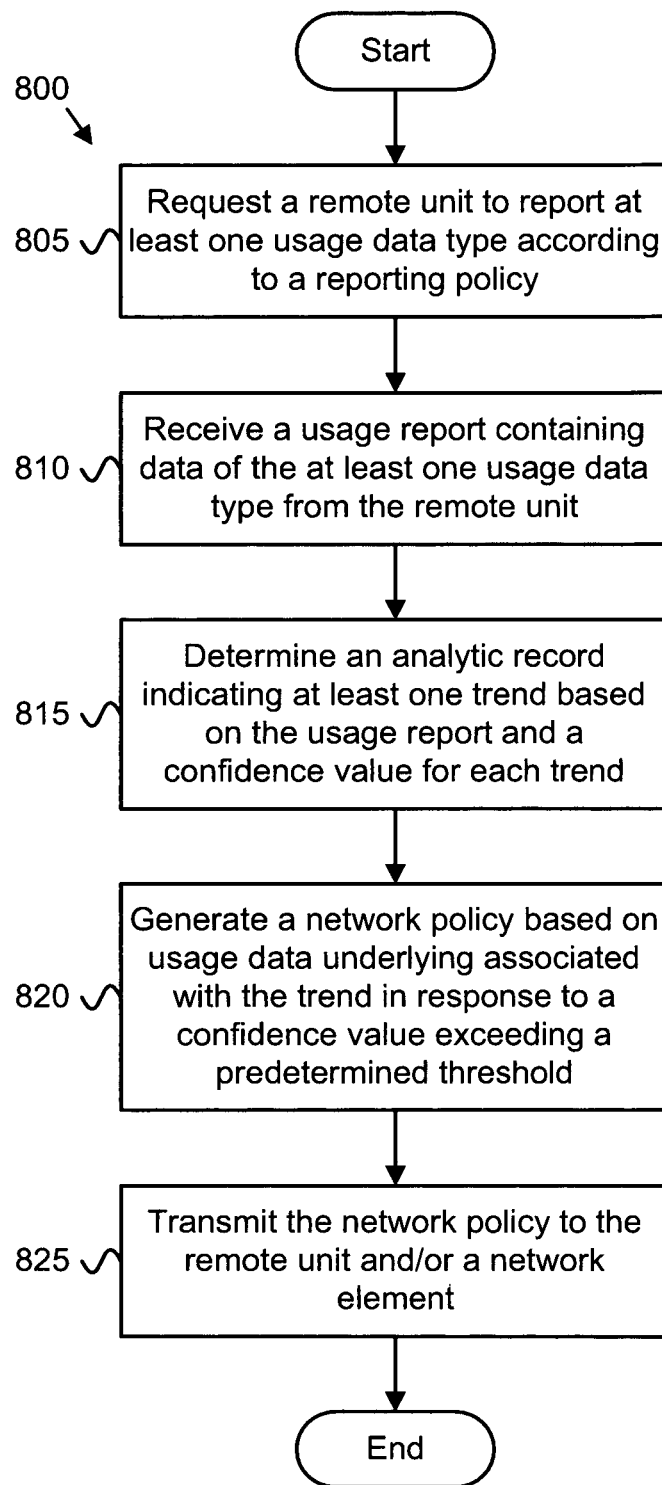 Start
800
805
Request a remote unit to report at
least one usage data type according
to a reporting policy
810
Receive a usage report containing
data of the at least one usage data
type from the remote unit
815
Determine an analytic record
indicating at least one trend based
on the usage report and a
confidence value for each trend
820
Generate a network policy based on
usage data underlying associated
with the trend in response to a
confidence value exceeding a
predetermined threshold
825
Transmit the network policy to the
remote unit and/or a network
element
End